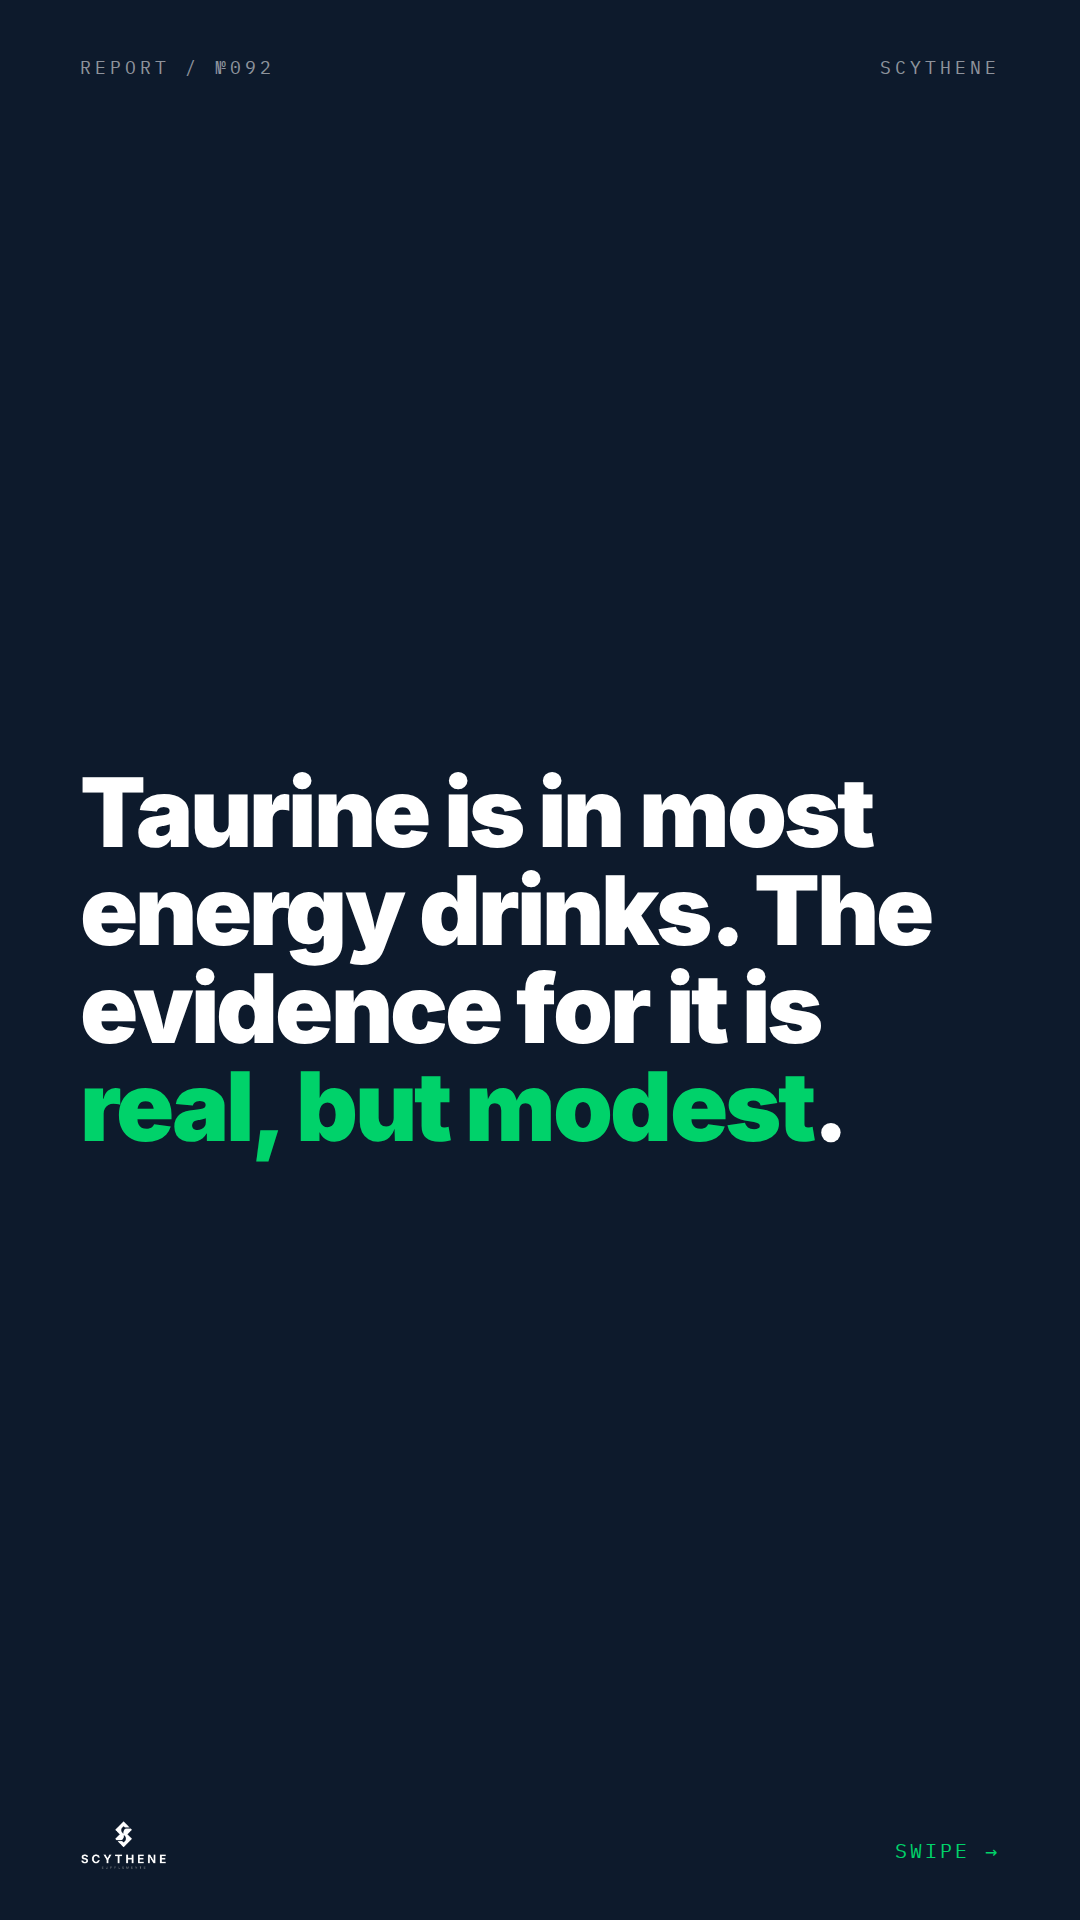 REPORT / №092
SCYTHENE
Taurine is in most
energy drinks. The
evidence for it is
real, but modest.
SCYTHENE
SWIPE →